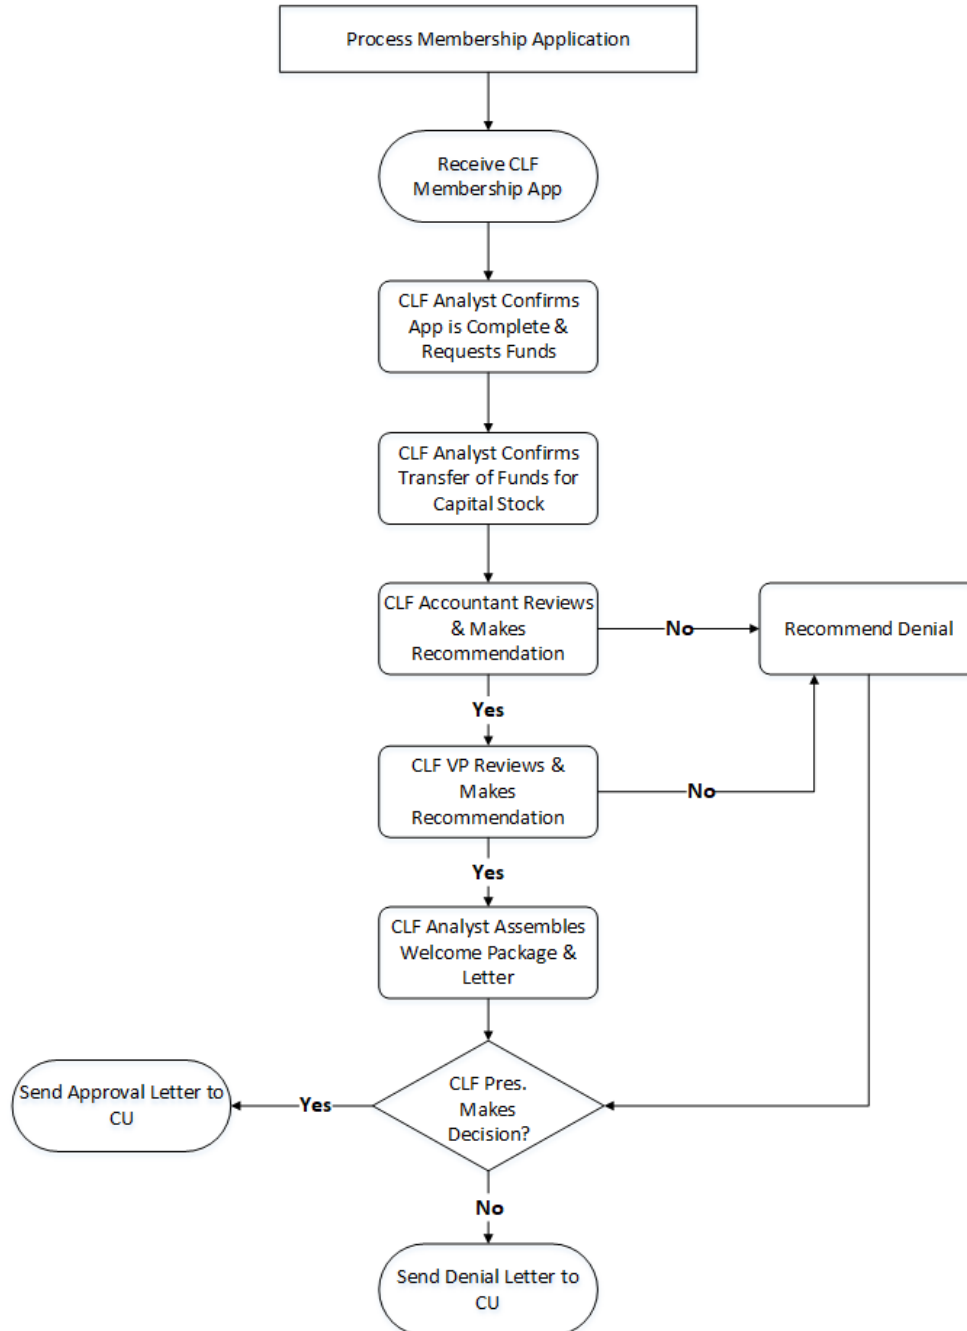 Process Membership Application
Receive CLF
Membership App
CLF Analyst Confirms
App is Complete &
Requests Funds
CLF Analyst Confirms
Transfer of Funds for
Capital Stock
CLF Accountant Reviews
& Makes
Recommendation
No
Recommend Denial
Yes
CLF VP Reviews &
Makes
Recommendation
No
Yes
CLF Analyst Assembles
Welcome Package &
Letter
CLF Pres.
Makes
Decision?
Yes
Send Approval Letter to
CU
No
Send Denial Letter to
CU